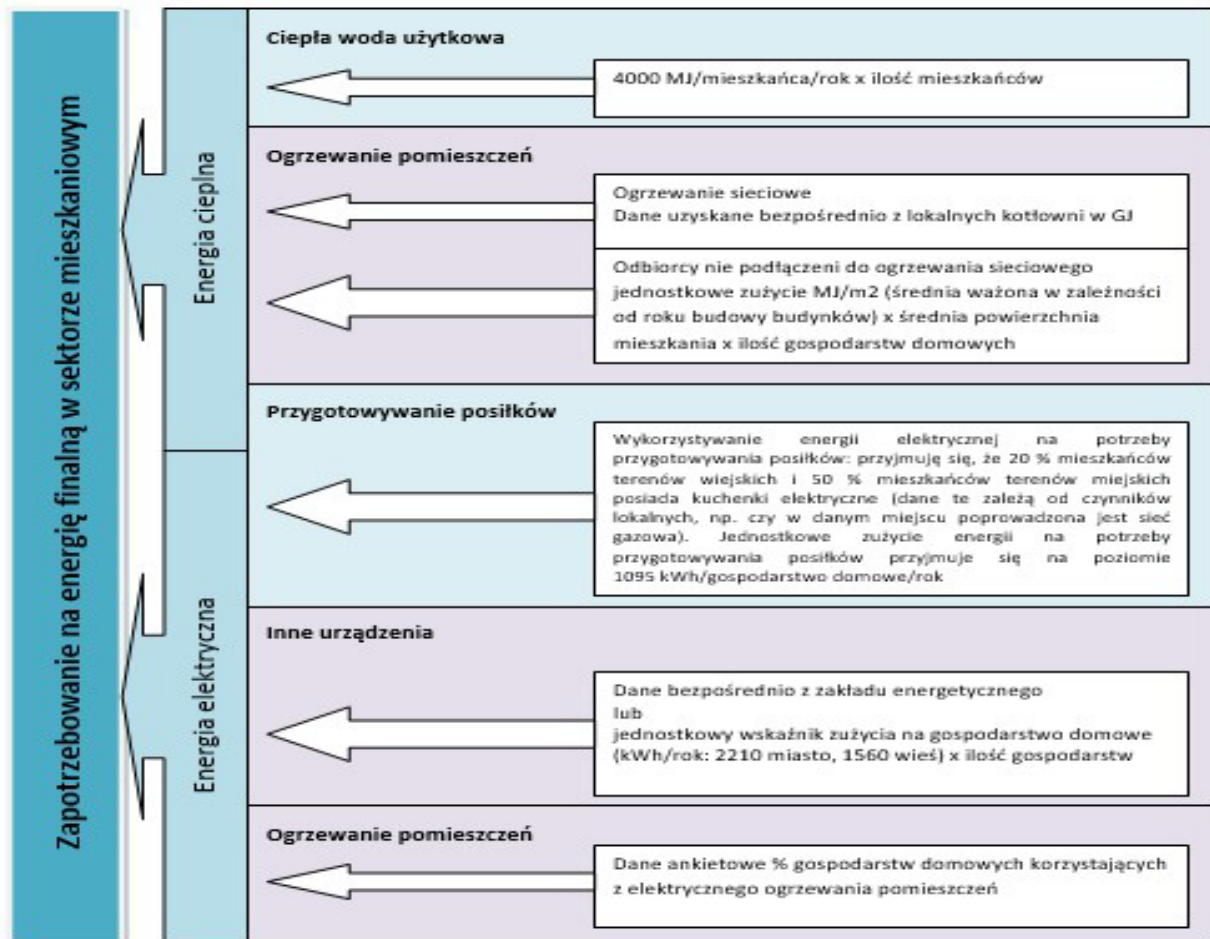 Zapotrzebowanie na energię finalną w sektorze mieszkaniowym
Energia cieplna
Ciepła woda użytkowa
4000 MJ/mieszkańca/rok x ilość mieszkańców
Ogrzewanie pomieszczeń
Ogrzewanie sieciowe
Dane uzyskane bezpośrednio z lokalnych kotłowni w GJ
Odbiorcy nie podłączeni do ogrzewania sieciowego
jednostkowe zużycie MJ/m2 (średnia ważona w zależności
od roku budowy budynków) x średnia powierzchnia
mieszkania x ilość gospodarstw domowych
Przygotowywanie posiłków
Wykorzystywanie energii elektrycznej na potrzeby
przygotowywania posiłków: przyjmuję się, że 20 % mieszkańców
terenów wiejskich i 50 % mieszkańców terenów miejskich
posiada kuchenki elektryczne (dane te zależą od czynników
lokalnych, np. czy w danym miejscu poprowadzona jest sieć
gazowa). Jednostkowe zużycie energii na potrzeby
przygotowywania posiłków przyjmuje się na poziomie
1095 kWh/gospodarstwo domowe/rok
Energia elektryczna
Inne urządzenia
Dane bezpośrednio z zakładu energetycznego
lub
jednostkowy wskaźnik zużycia na gospodarstwo domowe
(kWh/rok: 2210 miasto, 1560 wieś) x ilość gospodarstw
Ogrzewanie pomieszczeń
Dane ankietowe % gospodarstw domowych korzystających
z elektrycznego ogrzewania pomieszczeń